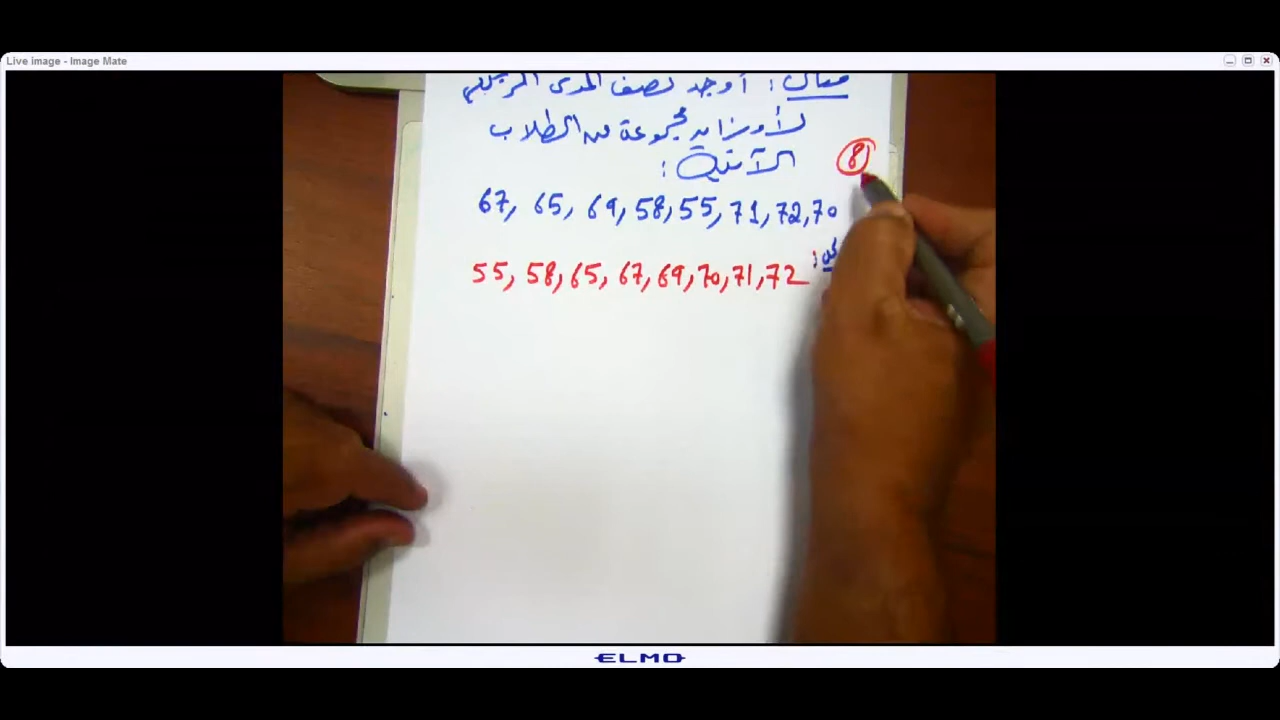 Live image - Image Mate
مثال : أوجد نصف المدى الربيعي
لأوزان مجموعة من الطلاب
الآتية :
8
67, 65, 69, 58, 55, 71, 72, 70
55, 58, 65, 67, 69, 70, 71, 72
ELMO